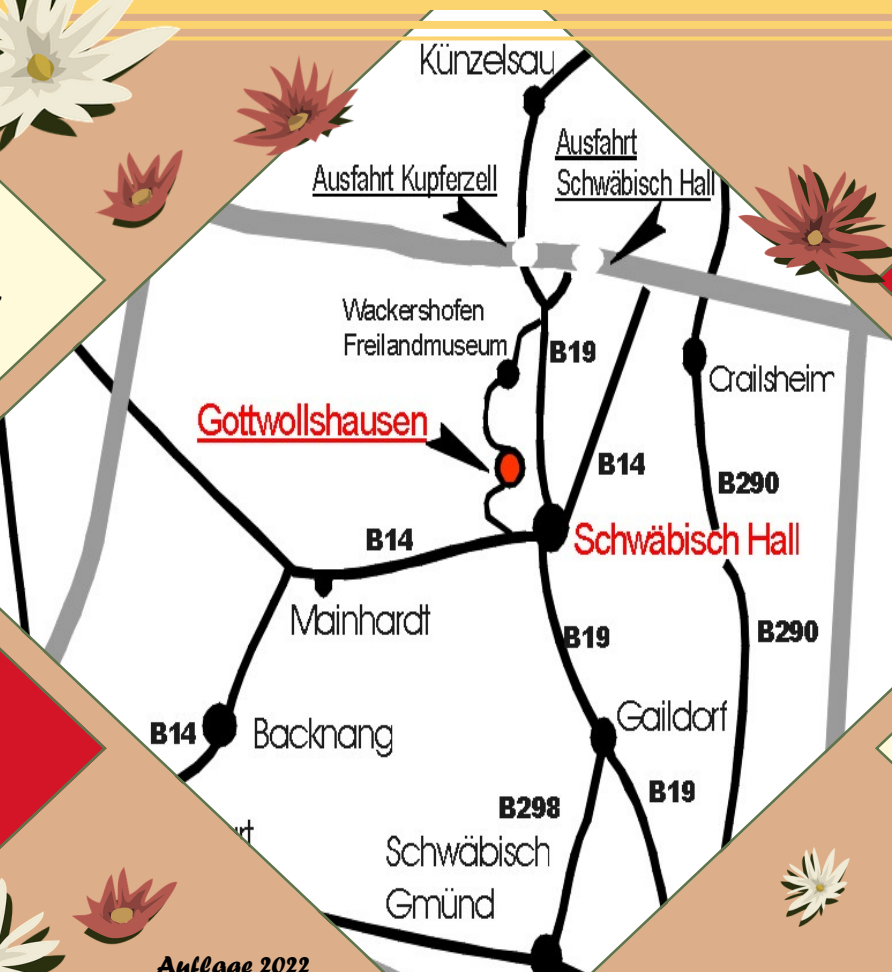 Künzelsau
Ausfahrt
Schwäbisch Hall
Ausfahrt Kupferzell
Wackershofen
Freilandmuseum
B19
Crailsheim
Gottwollshausen
B14
B290
B14
Schwäbisch Hall
Mainhardt
B19
B290
Gaildorf
B14
Backnang
B19
B298
Schwäbisch
Gmünd
Auflage 2022